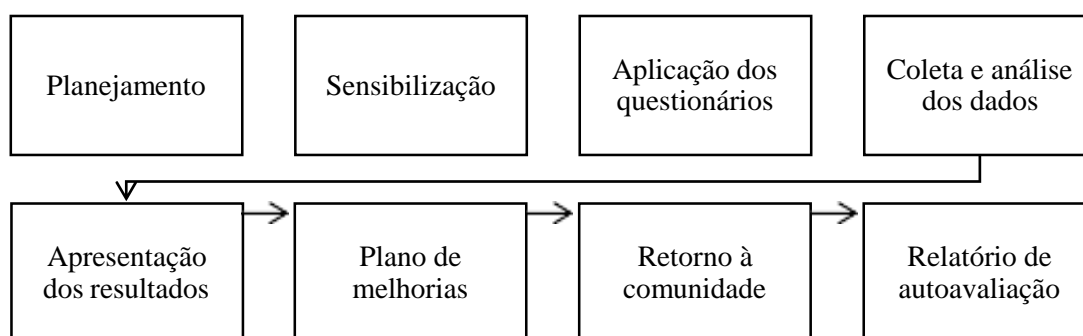 Planejamento
Sensibilização
Aplicação dos
questionários
Coleta e análise
dos dados
Apresentação
dos resultados
Plano de
melhorias
Retorno à
comunidade
Relatório de
autoavaliação